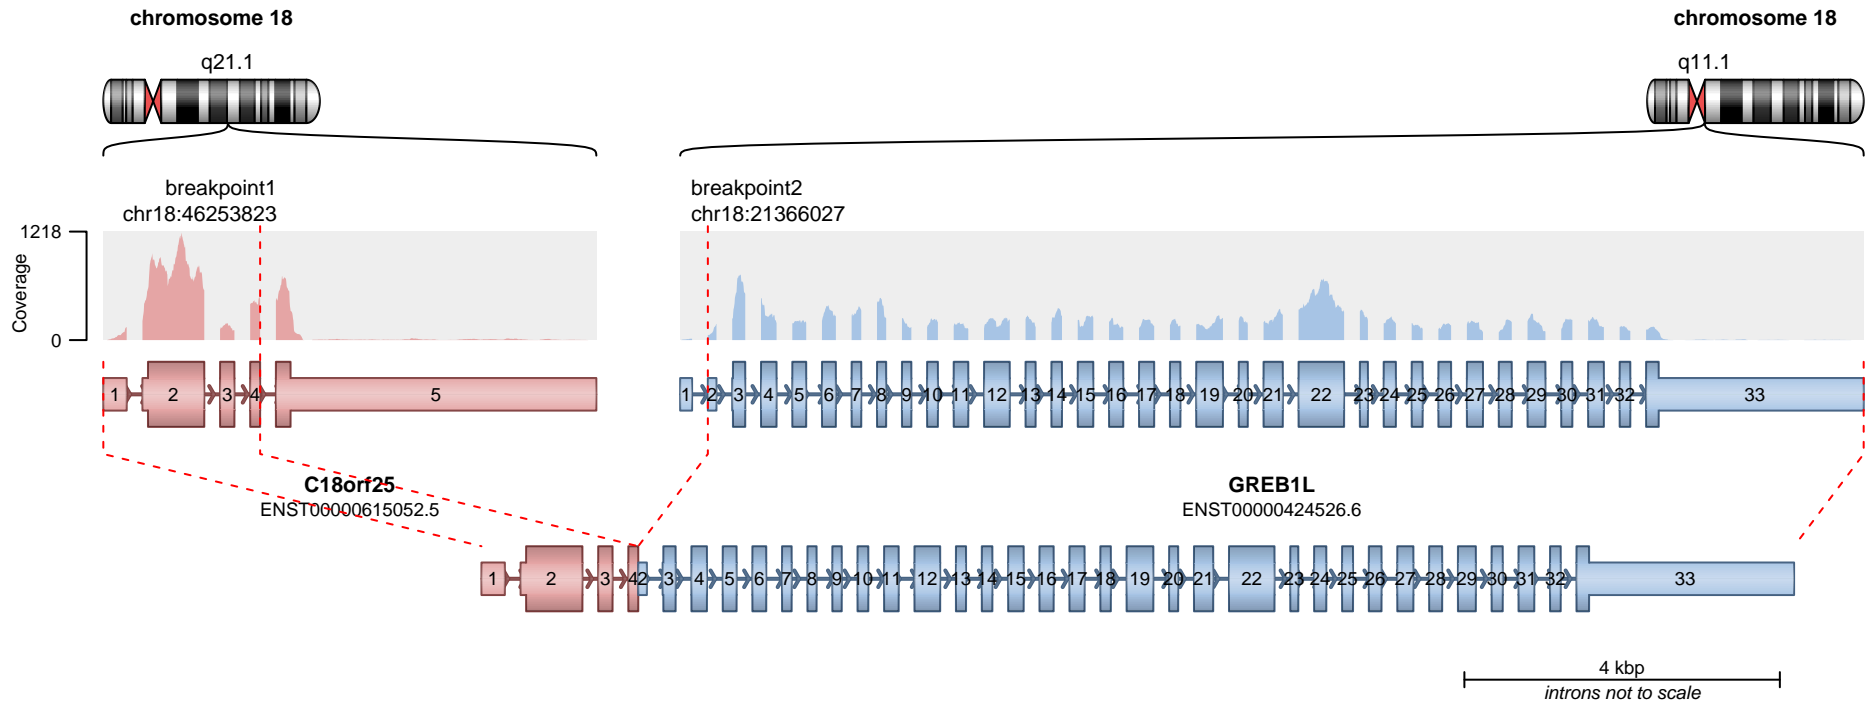 chromosome 18
chromosome 18
q21.1
q11.1
breakpoint1
chr18:46253823
breakpoint2
chr18:21366027
1218
Coverage
0
1 2 3 4 5
1 2 3 4 5 6 7 8 9 10 11 12 13 14 15 16 17 18 19 20 21 22 23 24 25 26 27 28 29 30 31 32 33
C18orf25
ENST00000615052.5
GREB1L
ENST00000424526.6
1 2 3 4 2 3 4 5 6 7 8 9 10 11 12 13 14 15 16 17 18 19 20 21 22 23 24 25 26 27 28 29 30 31 32 33
4 kbp
introns not to scale